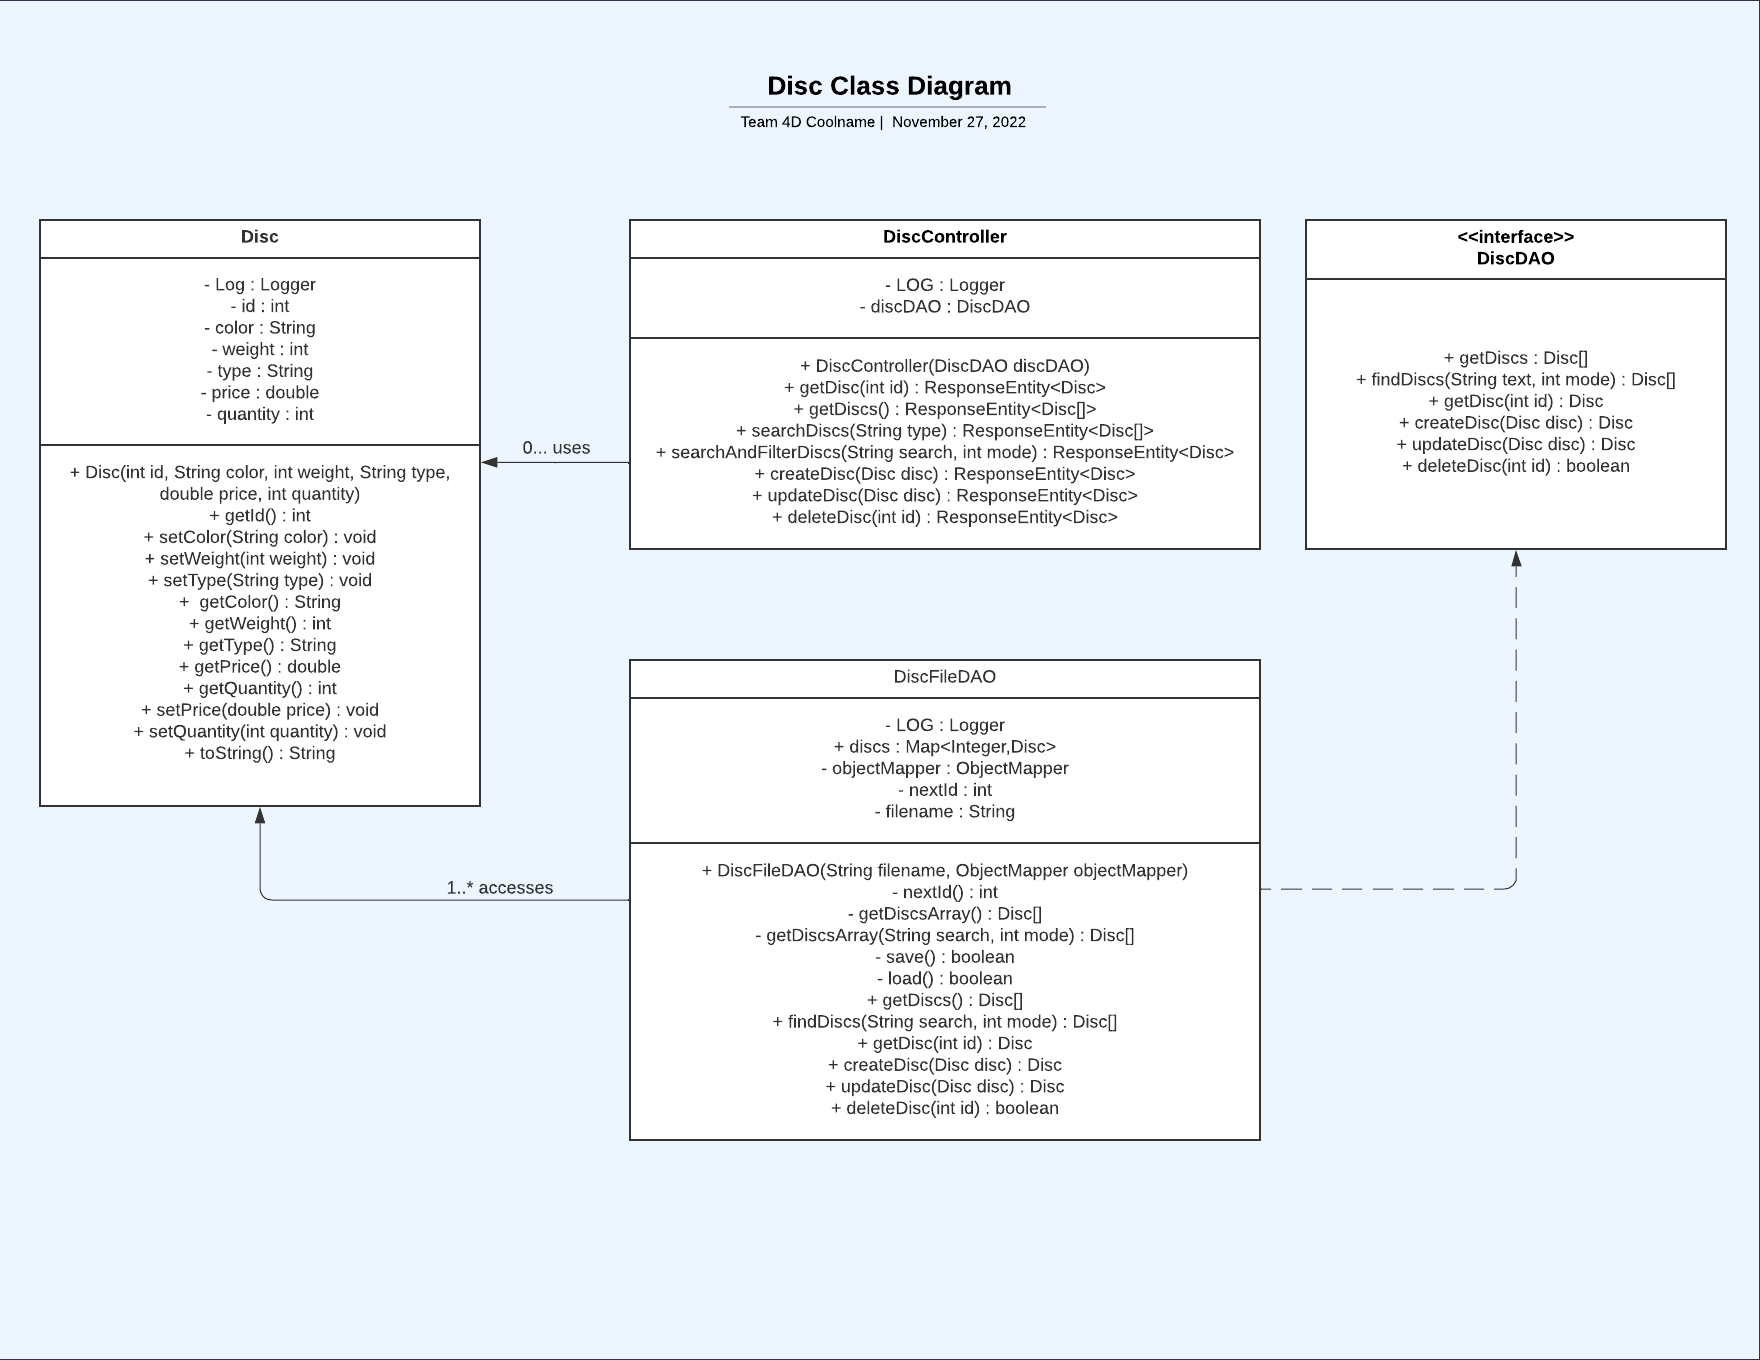 Disc Class Diagram
Team 4D Coolname |  November 27, 2022
Disc
- Log : Logger
- id : int
- color : String
- weight : int
- type : String
- price : double
- quantity : int
+ Disc(int id, String color, int weight, String type,
double price, int quantity)
+ getId() : int
+ setColor(String color) : void
+ setWeight(int weight) : void
+ setType(String type) : void
+  getColor() : String
+ getWeight() : int
+ getType() : String
+ getPrice() : double
+ getQuantity() : int
+ setPrice(double price) : void
+ setQuantity(int quantity) : void
+ toString() : String
0... uses
DiscController
- LOG : Logger
- discDAO : DiscDAO
+ DiscController(DiscDAO discDAO)
+ getDisc(int id) : ResponseEntity<Disc>
+ getDiscs() : ResponseEntity<Disc[]>
+ searchDiscs(String type) : ResponseEntity<Disc[]>
+ searchAndFilterDiscs(String search, int mode) : ResponseEntity<Disc>
+ createDisc(Disc disc) : ResponseEntity<Disc>
+ updateDisc(Disc disc) : ResponseEntity<Disc>
+ deleteDisc(int id) : ResponseEntity<Disc>
<<interface>>
DiscDAO
+ getDiscs : Disc[]
+ findDiscs(String text, int mode) : Disc[]
+ getDisc(int id) : Disc
+ createDisc(Disc disc) : Disc
+ updateDisc(Disc disc) : Disc
+ deleteDisc(int id) : boolean
1..* accesses
DiscFileDAO
- LOG : Logger
+ discs : Map<Integer,Disc>
- objectMapper : ObjectMapper
- nextId : int
- filename : String
+ DiscFileDAO(String filename, ObjectMapper objectMapper)
- nextId() : int
- getDiscsArray() : Disc[]
- getDiscsArray(String search, int mode) : Disc[]
- save() : boolean
- load() : boolean
+ getDiscs() : Disc[]
+ findDiscs(String search, int mode) : Disc[]
+ getDisc(int id) : Disc
+ createDisc(Disc disc) : Disc
+ updateDisc(Disc disc) : Disc
+ deleteDisc(int id) : boolean